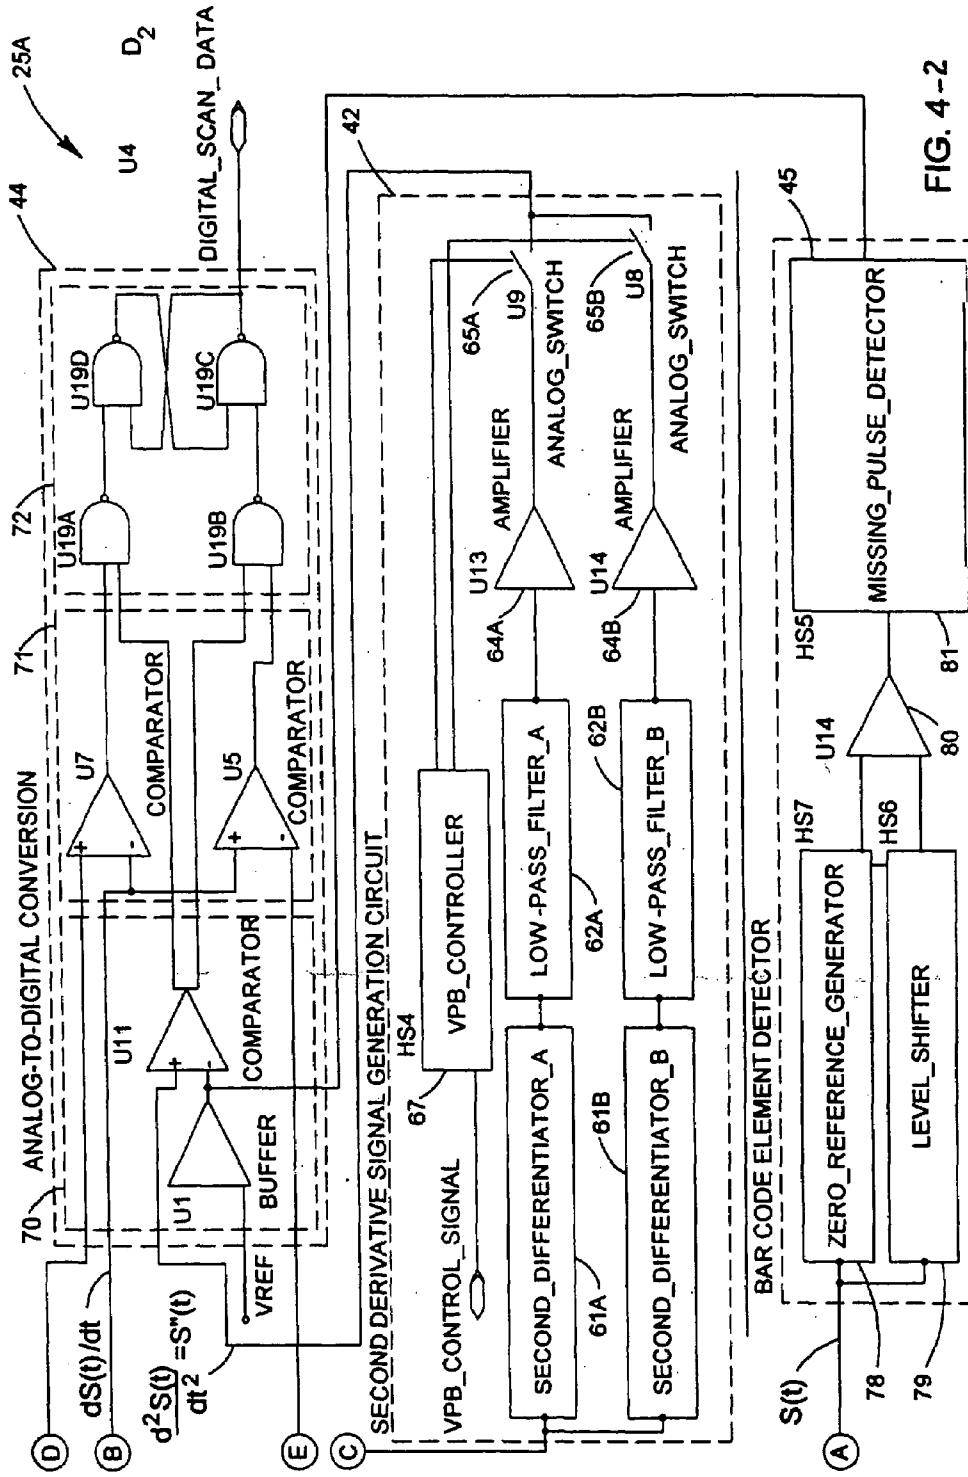 25A
U4
D2
44
DIGITAL_SCAN_DATA
ANALOG-TO-DIGITAL CONVERSION
70
71
72
U19D
U19C
U19A
U19B
U7
+
-
COMPARATOR
U5
+
-
COMPARATOR
U11
+
-
COMPARATOR
U1
BUFFER
VREF
D
dS(t)/dt
B
d²S(t)/dt² =S"(t)
E
C
SECOND DERIVATIVE SIGNAL GENERATION CIRCUIT
42
VPB_CONTROL_SIGNAL
67
HS4
VPB_CONTROLLER
65A
U9
ANALOG_SWITCH
65B
U8
ANALOG_SWITCH
61A
SECOND_DIFFERENTIATOR_A
62A
LOW-PASS_FILTER_A
64A
U13
AMPLIFIER
61B
SECOND_DIFFERENTIATOR_B
62B
LOW-PASS_FILTER_B
64B
U14
AMPLIFIER
BAR CODE ELEMENT DETECTOR
45
S(t)
A
78
ZERO_REFERENCE_GENERATOR
HS7
79
LEVEL_SHIFTER
HS6
U14
80
HS5
MISSING_PULSE_DETECTOR
81
FIG. 4-2